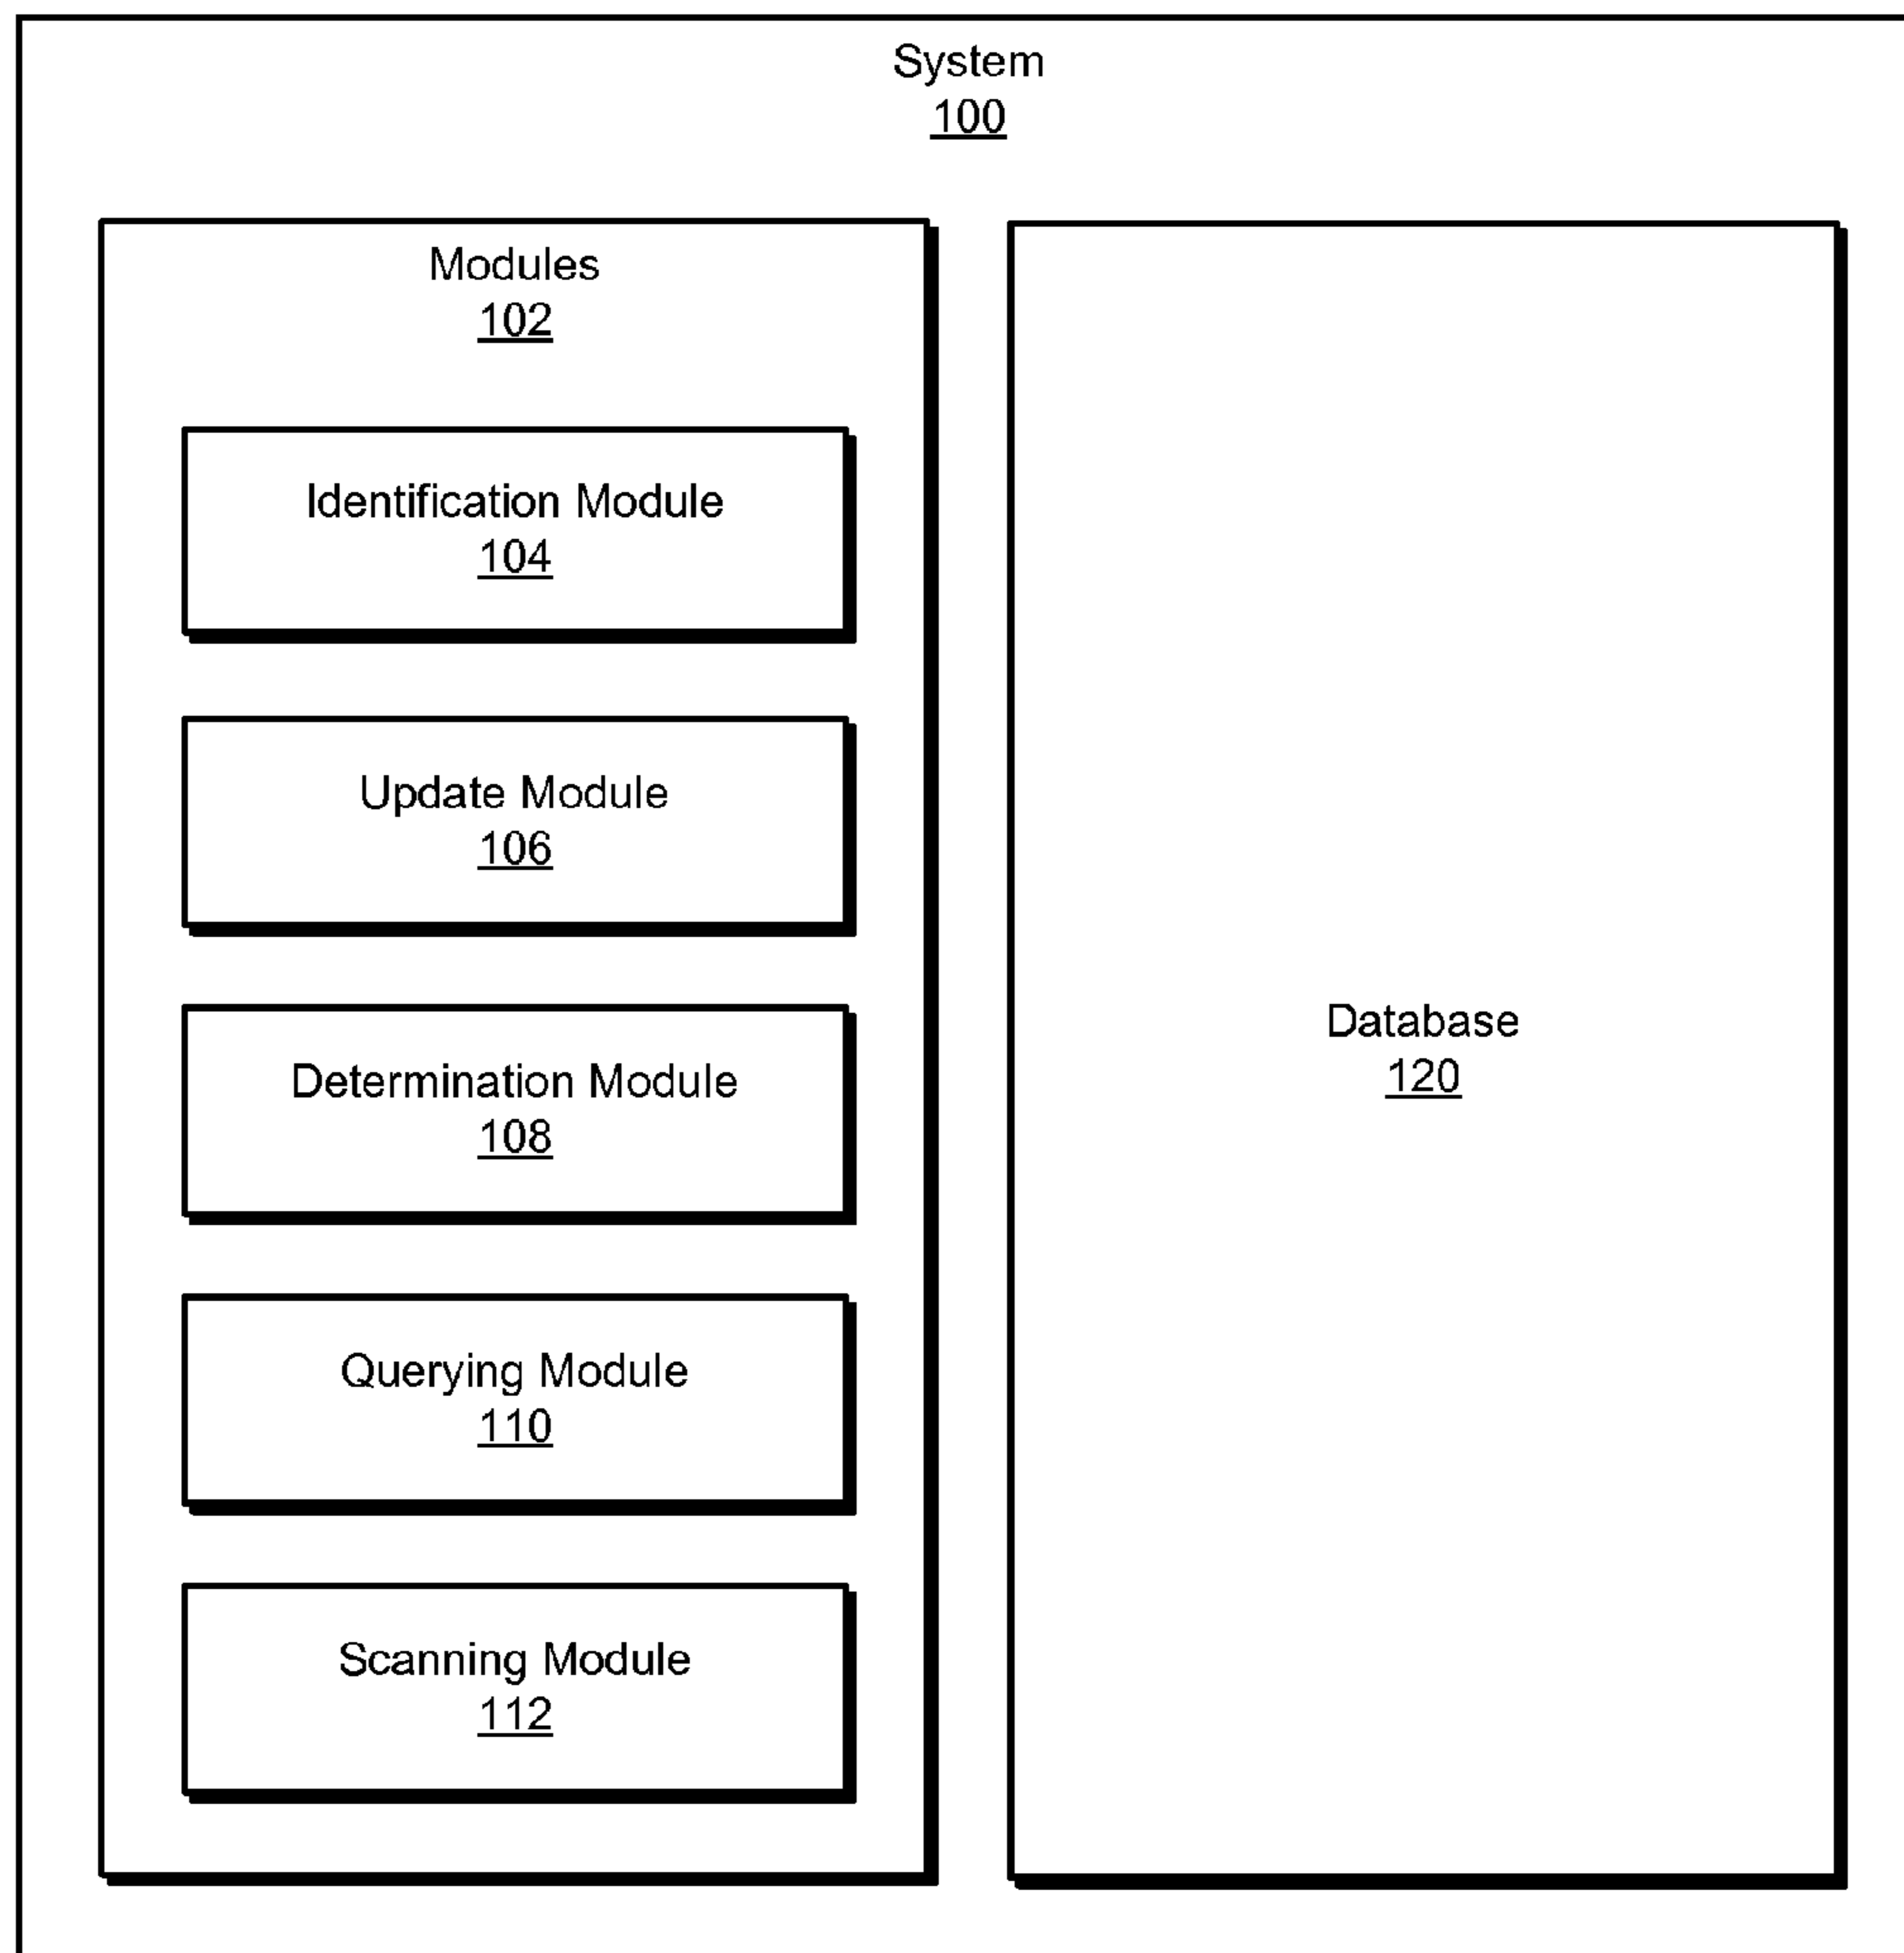 System
100
Modules
102
Identification Module
104
Update Module
106
Determination Module
108
Querying Module
110
Scanning Module
112
Database
120